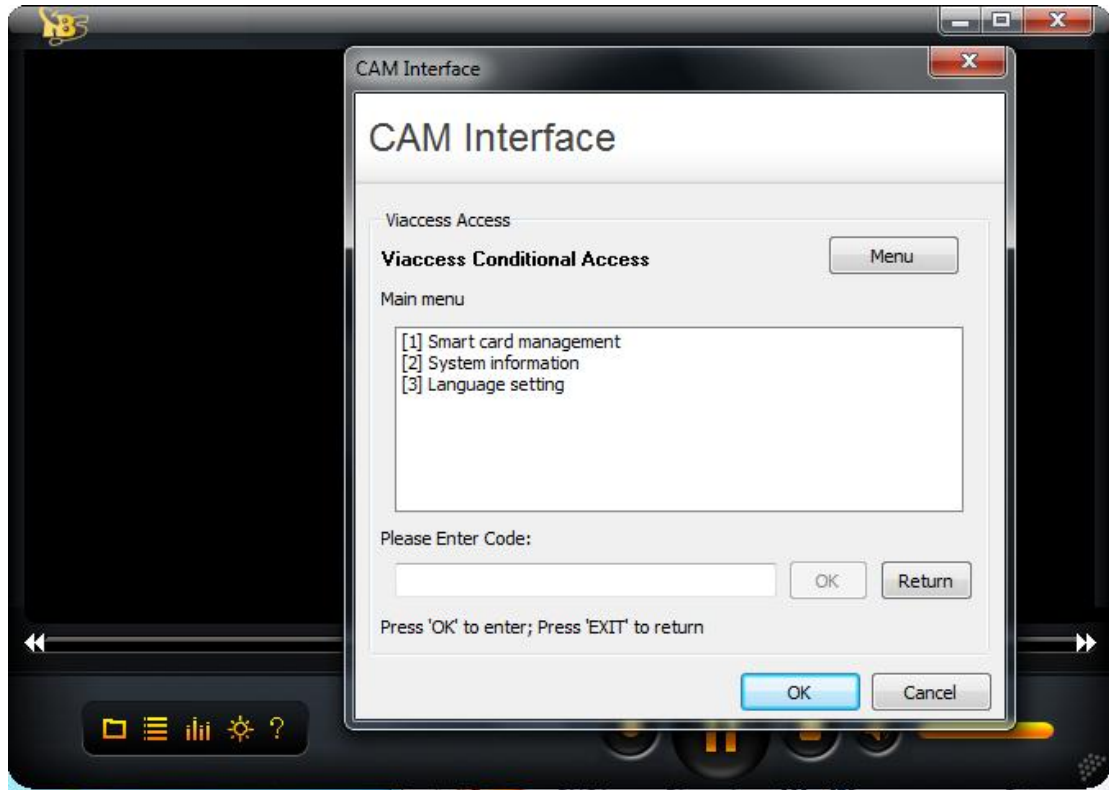 TBS
CAM Interface
CAM Interface
Viaccess Access
Viaccess Conditional Access
Menu
Main menu
[1] Smart card management
[2] System information
[3] Language setting
Please Enter Code:
OK
Return
Press 'OK' to enter; Press 'EXIT' to return
OK
Cancel
?